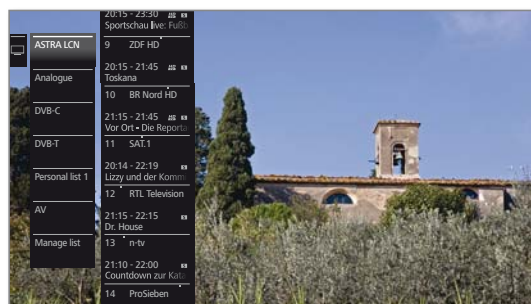 ASTRA LCN
Analogue
DVB-C
DVB-T
Personal list 1
AV
Manage list
20:15 - 23:30
Sportschau live: Fußb
9 ZDF HD
20:15 - 21:45
Toskana
10 BR Nord HD
21:15 - 21:45
Vor Ort - Die Reporta
11 SAT.1
20:14 - 22:19
Lizzy und der Kommi
12 RTL Television
21:15 - 22:15
Dr. House
13 n-tv
21:10 - 22:00
Countdown zur Kata
14 ProSieben